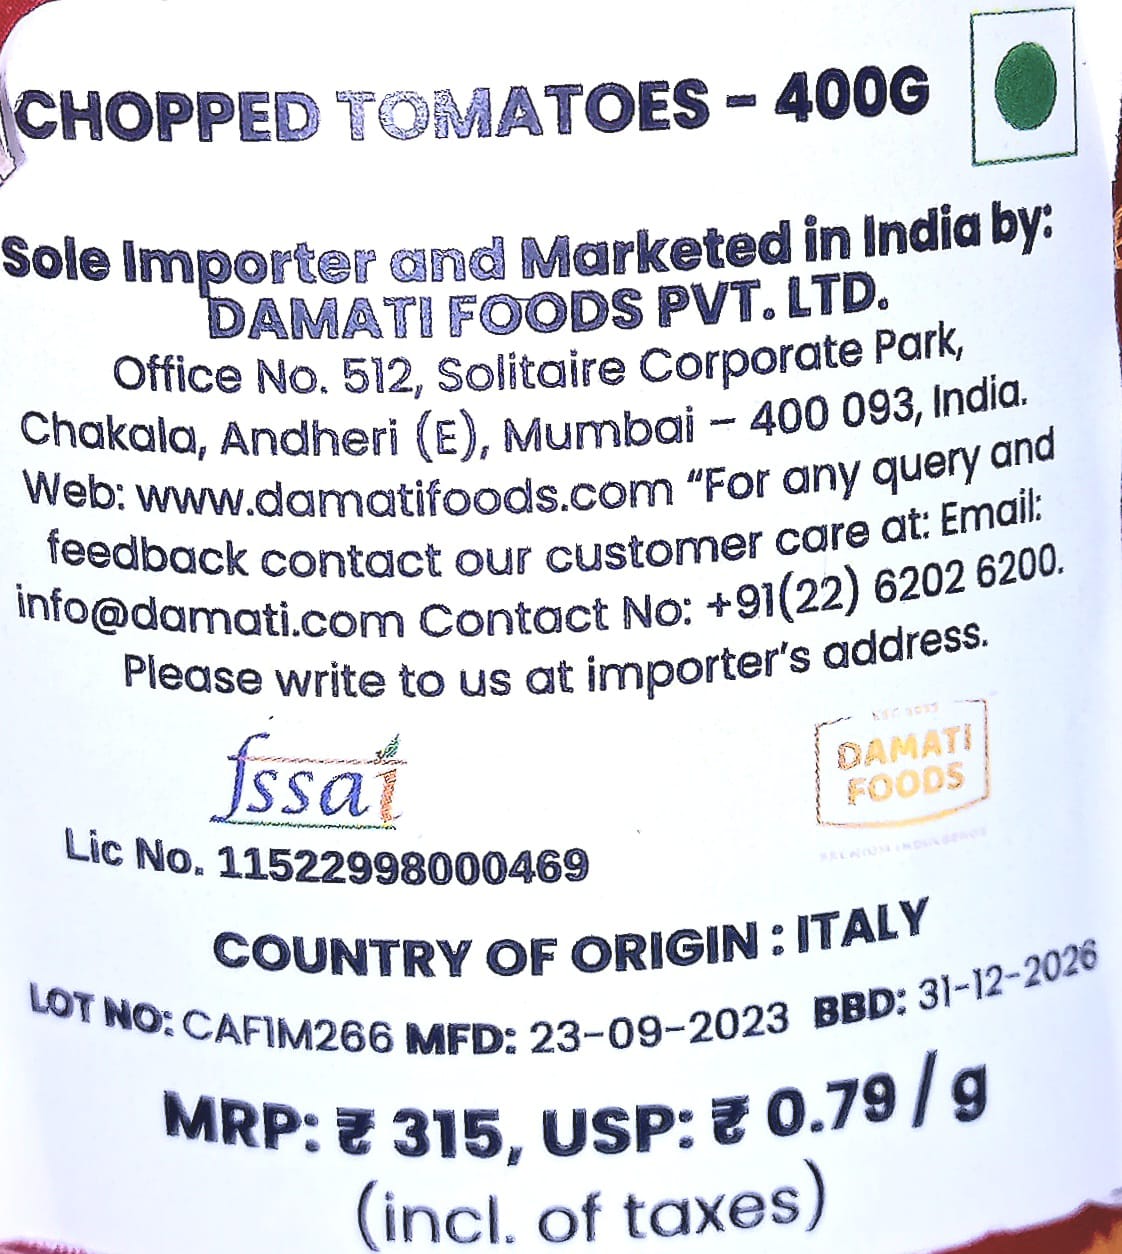 CHOPPED TOMATOES - 400G
Sole Importer and Marketed in India by:
DAMATI FOODS PVT. LTD.
Office No. 512, Solitaire Corporate Park,
Chakala, Andheri (E), Mumbai – 400 093, India.
Web: www.damatifoods.com “For any query and
feedback contact our customer care at: Email:
info@damati.com Contact No: +91(22) 6202 6200.
Please write to us at importer’s address.
fssai
Lic No. 11522998000469
DAMATI
FOODS
COUNTRY OF ORIGIN : ITALY
LOT NO: CAF1M266 MFD: 23-09-2023 BBD: 31-12-2026
MRP: ₹ 315, USP: ₹ 0.79 / g
(incl. of taxes)